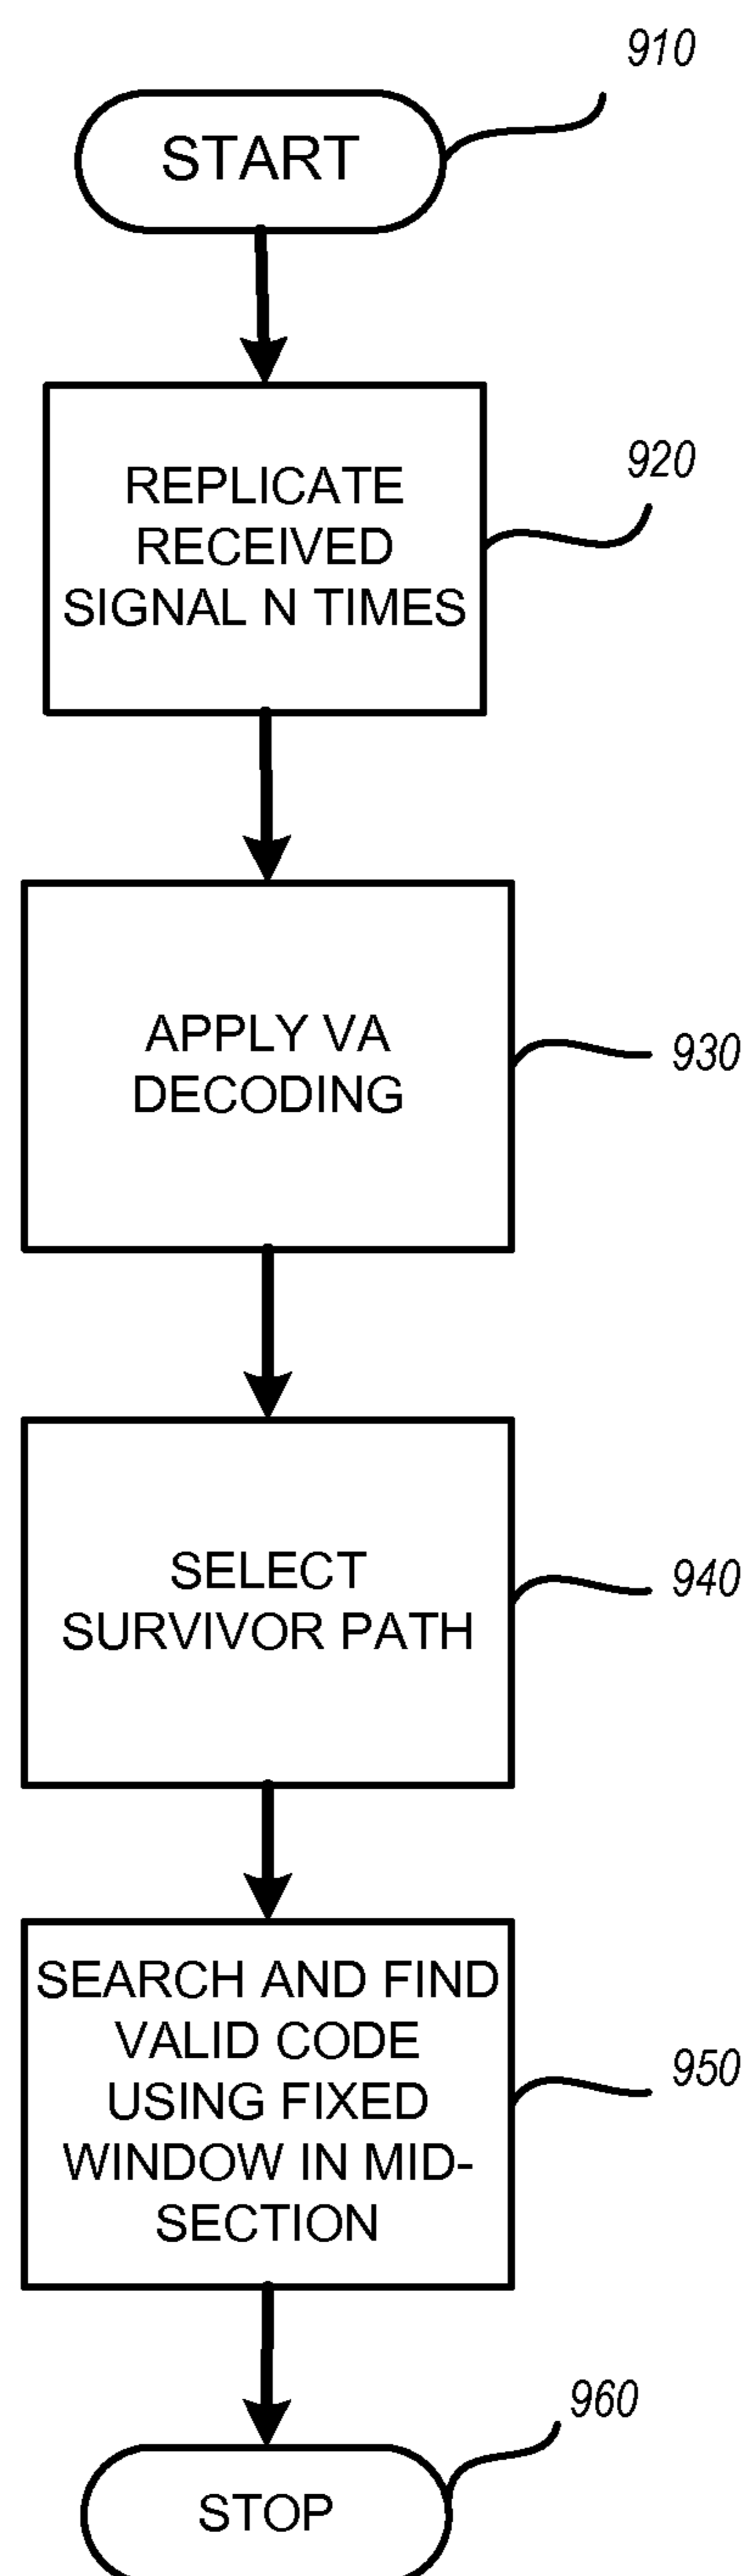 910
START
920
REPLICATE
RECEIVED
SIGNAL N TIMES
930
APPLY VA
DECODING
940
SELECT
SURVIVOR PATH
950
SEARCH AND FIND
VALID CODE
USING FIXED
WINDOW IN MID-
SECTION
960
STOP